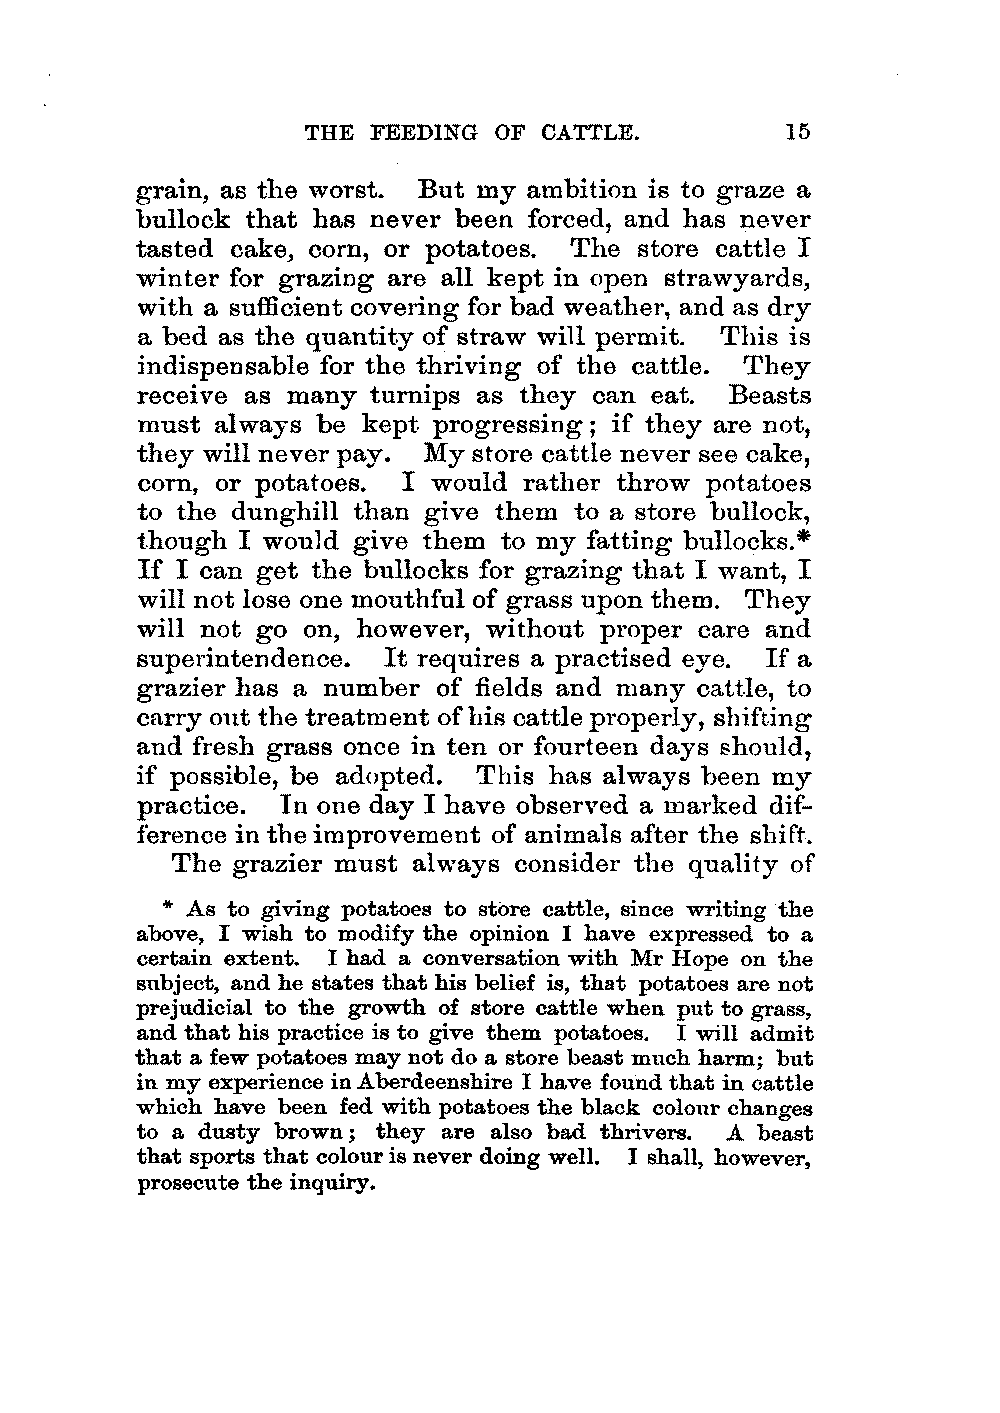 THE FEEDING OF CATTLE. 15
grain, as the worst. But my ambition is to graze a
bullock that has never been forced, and has never
tasted cake, corn, or potatoes. The store cattle I
winter for grazing are all kept in open strawyards,
with a sufficient covering for bad weather, and as dry
a bed as the quantity of straw will permit. This is
indispensable for the thriving of the cattle. They
receive as many turnips as they can eat. Beasts
must always be kept progressing; if they are not,
they will never pay. My store cattle never see cake,
corn, or potatoes. I would rather throw potatoes
to the dunghill than give them to a store bullock,
though I would give them to my fatting bullocks.*
If I can get the bullocks for grazing that I want, I
will not lose one mouthful of grass upon them. They
will not go on, however, without proper care and
superintendence. It requires a practised eye. If a
grazier has a number of fields and many cattle, to
carry out the treatment of his cattle properly, shifting
and fresh grass once in ten or fourteen days should,
if possible, be adopted. This has always been my
practice. In one day I have observed a marked dif-
ference in the improvement of animals after the shift.
The grazier must always consider the quality of
* As to giving potatoes to store cattle, since writing the
above, I wish to modify the opinion I have expressed to a
certain extent. I had a conversation with Mr Hope on the
subject, and he states that his belief is, that potatoes are not
prejudicial to the growth of store cattle when put to grass,
and that his practice is to give them potatoes. I will admit
that a few potatoes may not do a store beast much harm; but
in my experience in Aberdeenshire I have found that in cattle
which have been fed with potatoes the black colour changes
to a dusty brown; they are also bad thrivers. A beast
that sports that colour is never doing well. I shall, however,
prosecute the inquiry.